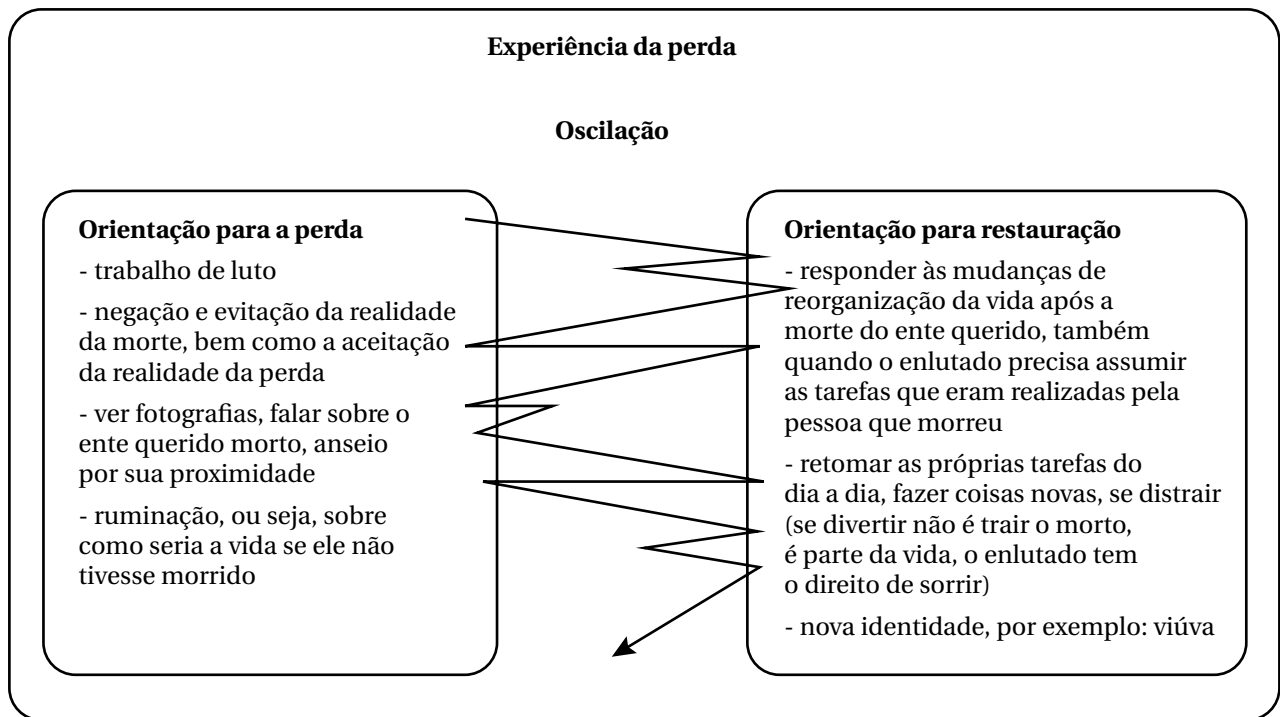 Experiência da perda
Oscilação
Orientação para a perda
- trabalho de luto
- negação e evitação da realidade
da morte, bem como a aceitação
da realidade da perda
- ver fotografias, falar sobre o
ente querido morto, anseio
por sua proximidade
- ruminação, ou seja, sobre
como seria a vida se ele não
tivesse morrido
Orientação para restauração
- responder às mudanças de
reorganização da vida após a
morte do ente querido, também
quando o enlutado precisa assumir
as tarefas que eram realizadas pela
pessoa que morreu
- retomar as próprias tarefas do
dia a dia, fazer coisas novas, se distrair
(se divertir não é trair o morto,
é parte da vida, o enlutado tem
o direito de sorrir)
- nova identidade, por exemplo: viúva